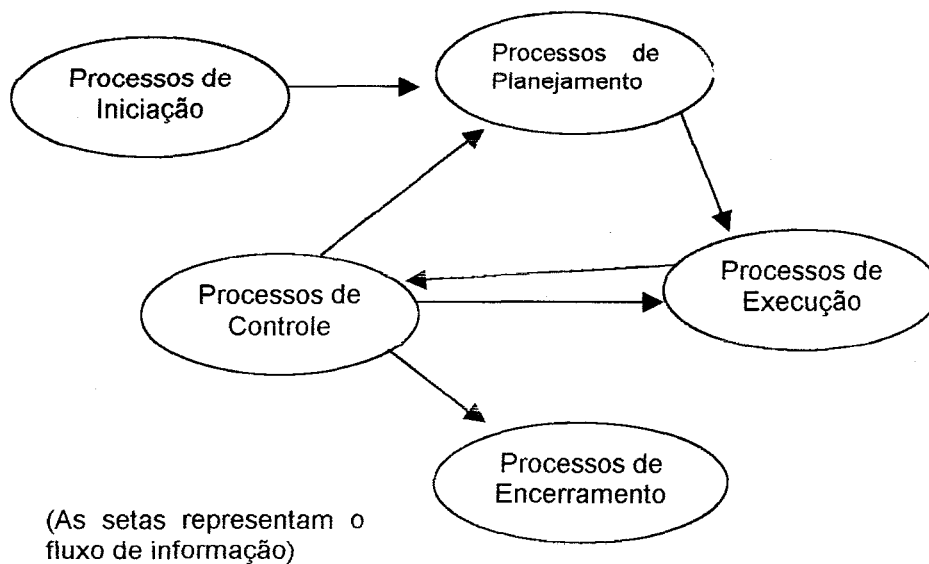 Processos de
Iniciação
Processos de
Planejamento
Processos de
Controle
Processos de
Execução
Processos de
Encerramento
(As setas representam o
fluxo de informação)